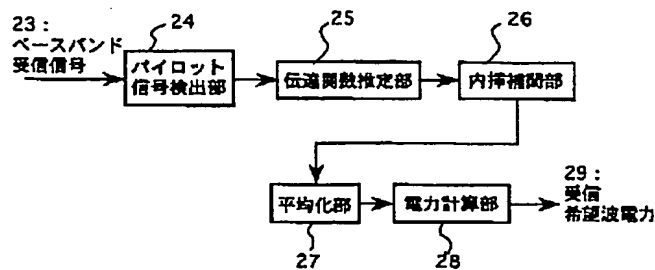 23:
ベースバンド
受信信号
24
パイロット
信号検出部
25
伝達関数推定部
26
内挿補間部
平均化部
27
電力計算部
28
29:
受信
希望波電力